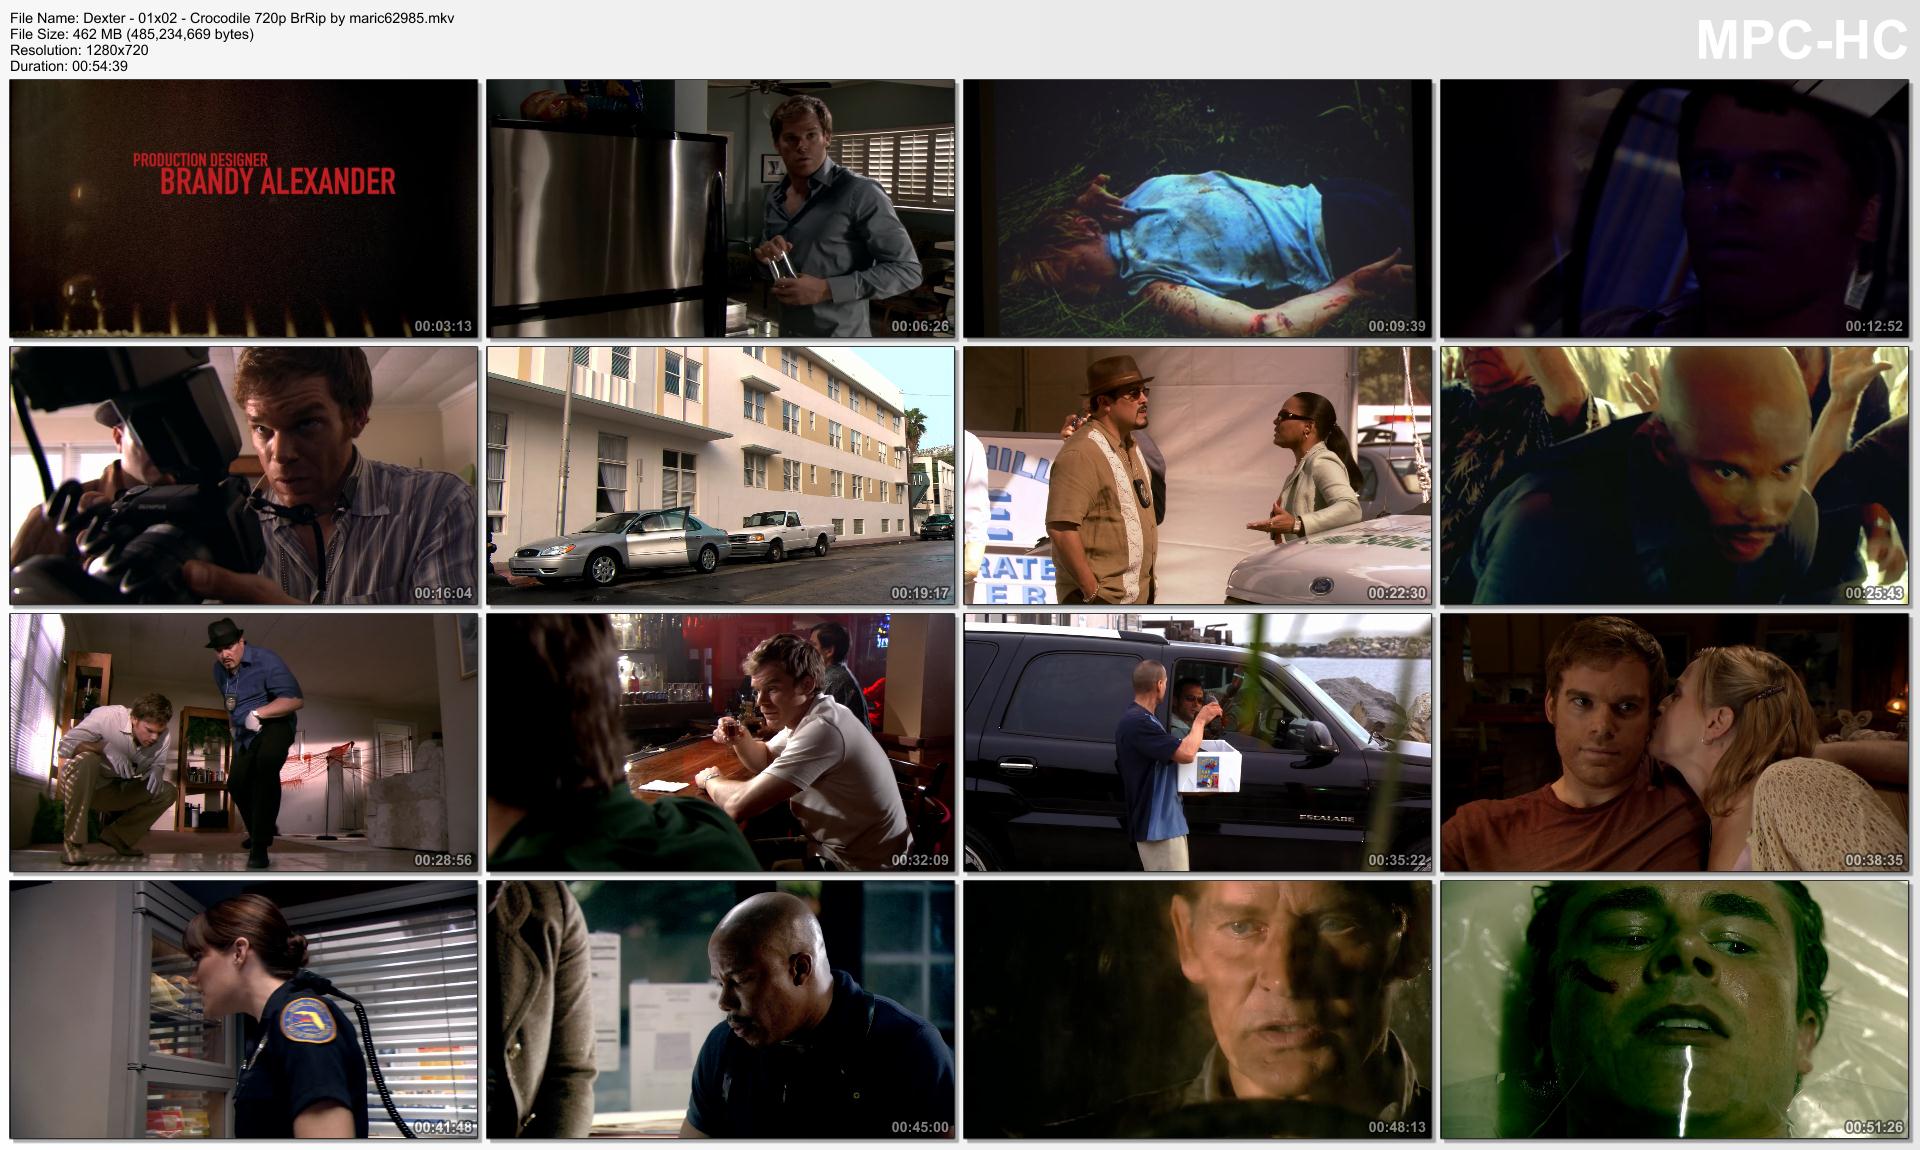 File Name: Dexter - 01x02 - Crocodile 720p BrRip by maric62985.mkv
File Size: 462 MB (485,234,669 bytes)
Resolution: 1280x720
Duration: 00:54:39
MPC-HC
PRODUCTION DESIGNER
BRANDY ALEXANDER
00:03:13
00:06:26
00:09:39
00:12:52
OLYMPUS
00:16:04
00:19:17
HILL
RATE
ER
00:22:30
00:25:43
00:28:56
00:32:09
ESCALADE
00:35:22
00:38:35
00:41:48
00:45:00
00:48:13
00:51:26